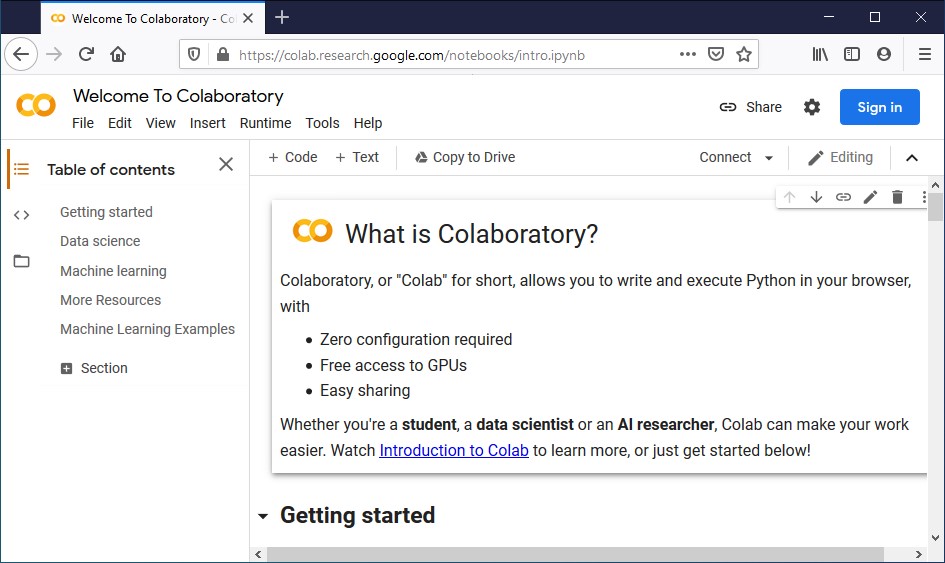 Welcome To Colaboratory - Co
https://colab.research.google.com/notebooks/intro.ipynb
Welcome To Colaboratory
File Edit View Insert Runtime Tools Help
Share
Sign in
Table of contents
Getting started
Data science
Machine learning
More Resources
Machine Learning Examples
Section
+ Code + Text Copy to Drive Connect Editing
What is Colaboratory?
Colaboratory, or "Colab" for short, allows you to write and execute Python in your browser,
with
• Zero configuration required
• Free access to GPUs
• Easy sharing
Whether you're a student, a data scientist or an AI researcher, Colab can make your work
easier. Watch Introduction to Colab to learn more, or just get started below!
Getting started